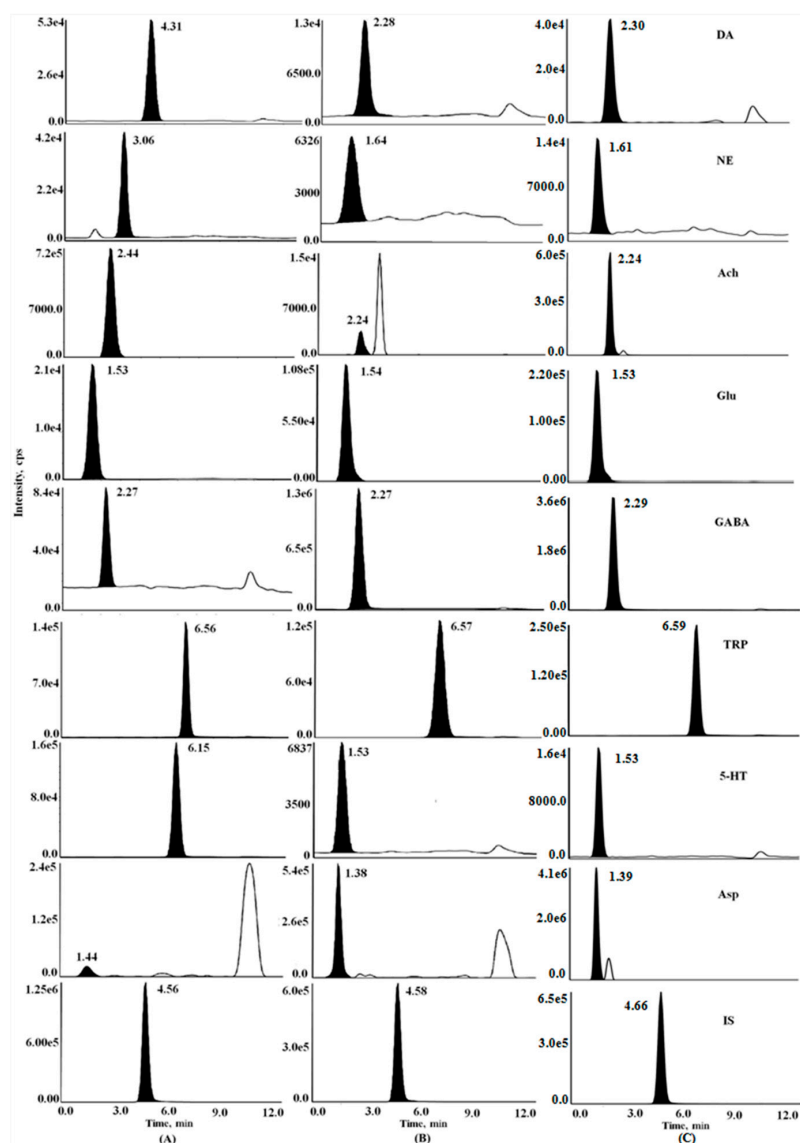 5.3e4 4.31 1.3e4 2.28 4.0e4 2.30 DA
2.6e4 6500.0 2.0e4
0.0 0.0 0.0
4.2e4 3.06 6326 1.64 1.4e4 1.61 NE
2.2e4 3000 7000.0
0.0 0.0 0.0
7.2e5 2.44 1.5e4 6.0e5 2.24 Ach
7000.0 7000.0 2.24 3.0e5
0.0 0.0 0.0
2.1e4 1.53 1.08e5 1.54 2.20e5 1.53 Glu
1.0e4 5.50e4 1.00e5
0.0 0.00 0.00
Intensity, cps
8.4e4 2.27 1.3e6 2.27 3.6e6 2.29 GABA
4.0e4 6.5e5 1.8e6
0.0 0.0 0.0
1.4e5 6.56 1.2e5 6.57 2.50e5 6.59 TRP
7.0e4 6.0e4 1.20e5
0.0 0.0 0.00
1.6e5 6.15 6837 1.53 1.6e4 1.53 5-HT
8.0e4 3500 8000.0
0.0 0 0.0
2.4e5 5.4e5 1.38 4.1e6 1.39 Asp
1.2e5 1.44 2.6e5 2.0e6
0.0 0.0 0.0
1.25e6 4.56 6.0e5 4.58 6.5e5 4.66 IS
6.00e5 3.0e5 3.0e5
0.00 0.0 0.0
0.0 3.0 6.0 9.0 12.0 0.0 3.0 6.0 9.0 12.0 0.0 3.0 6.0 9.0 12.0
Time, min Time, min Time, min
(A) (B) (C)